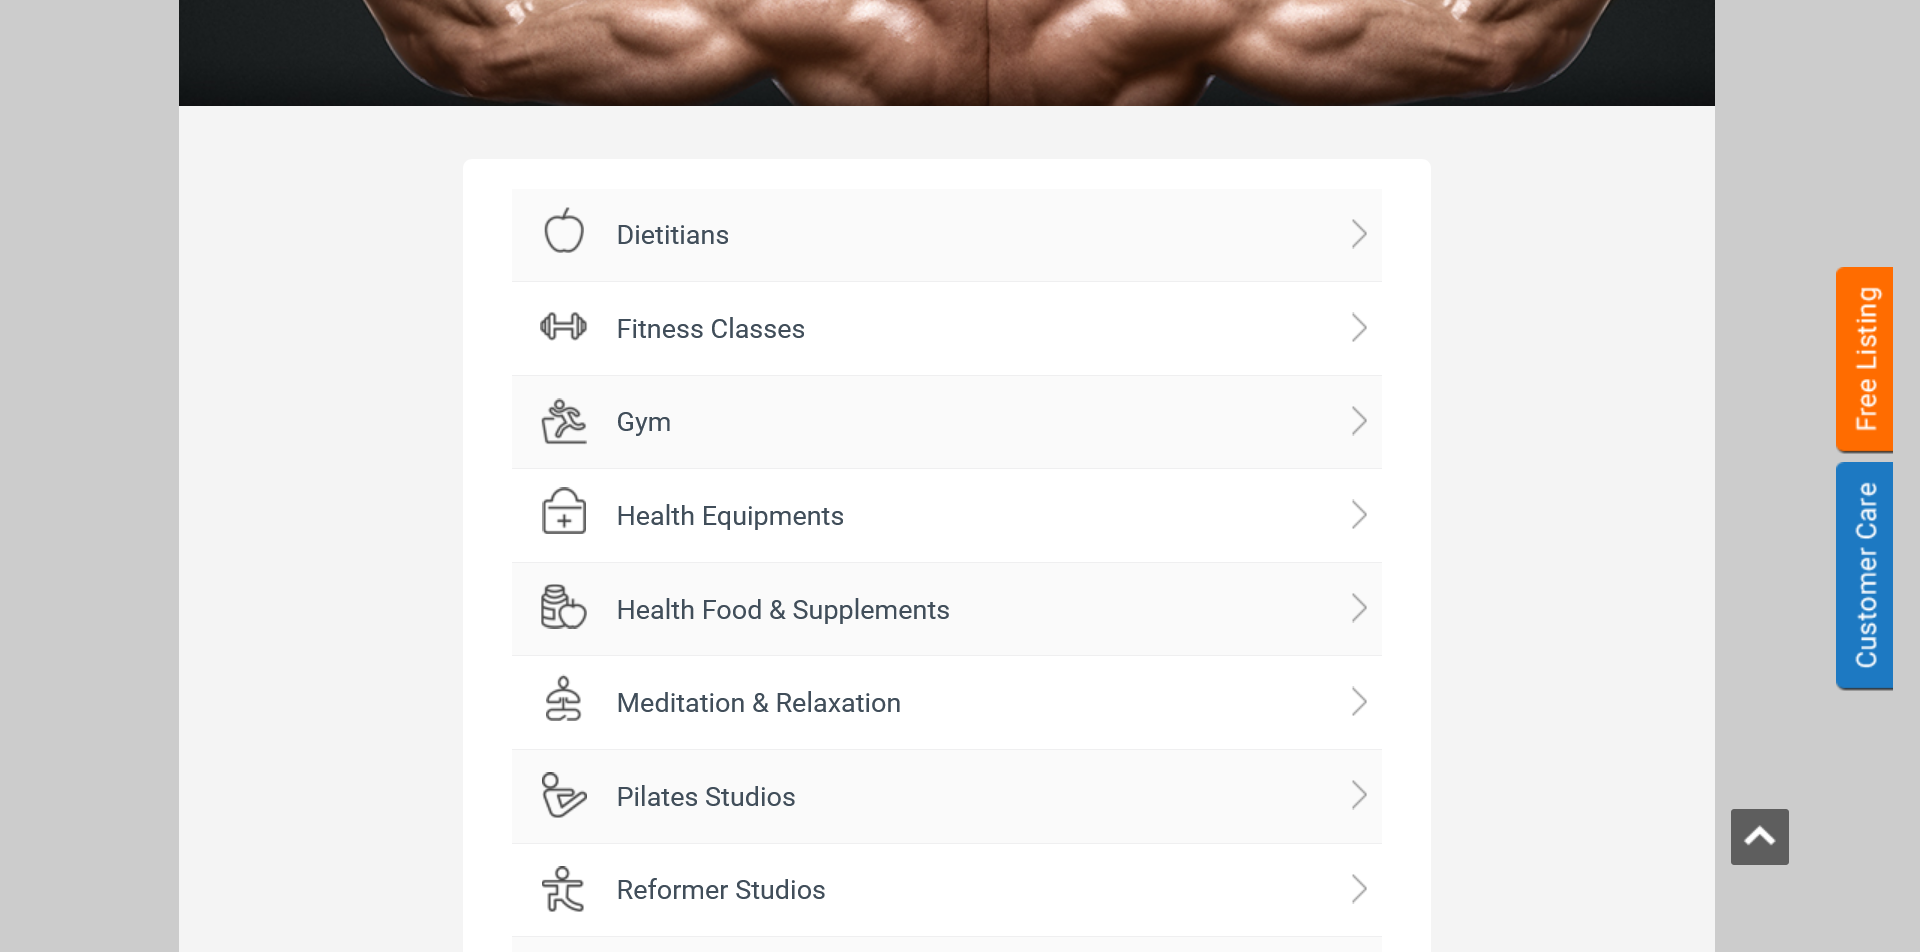 Dietitians
Fitness Classes
Gym
Health Equipments
Health Food & Supplements
Meditation & Relaxation
Pilates Studios
Reformer Studios
Free Listing
Customer Care